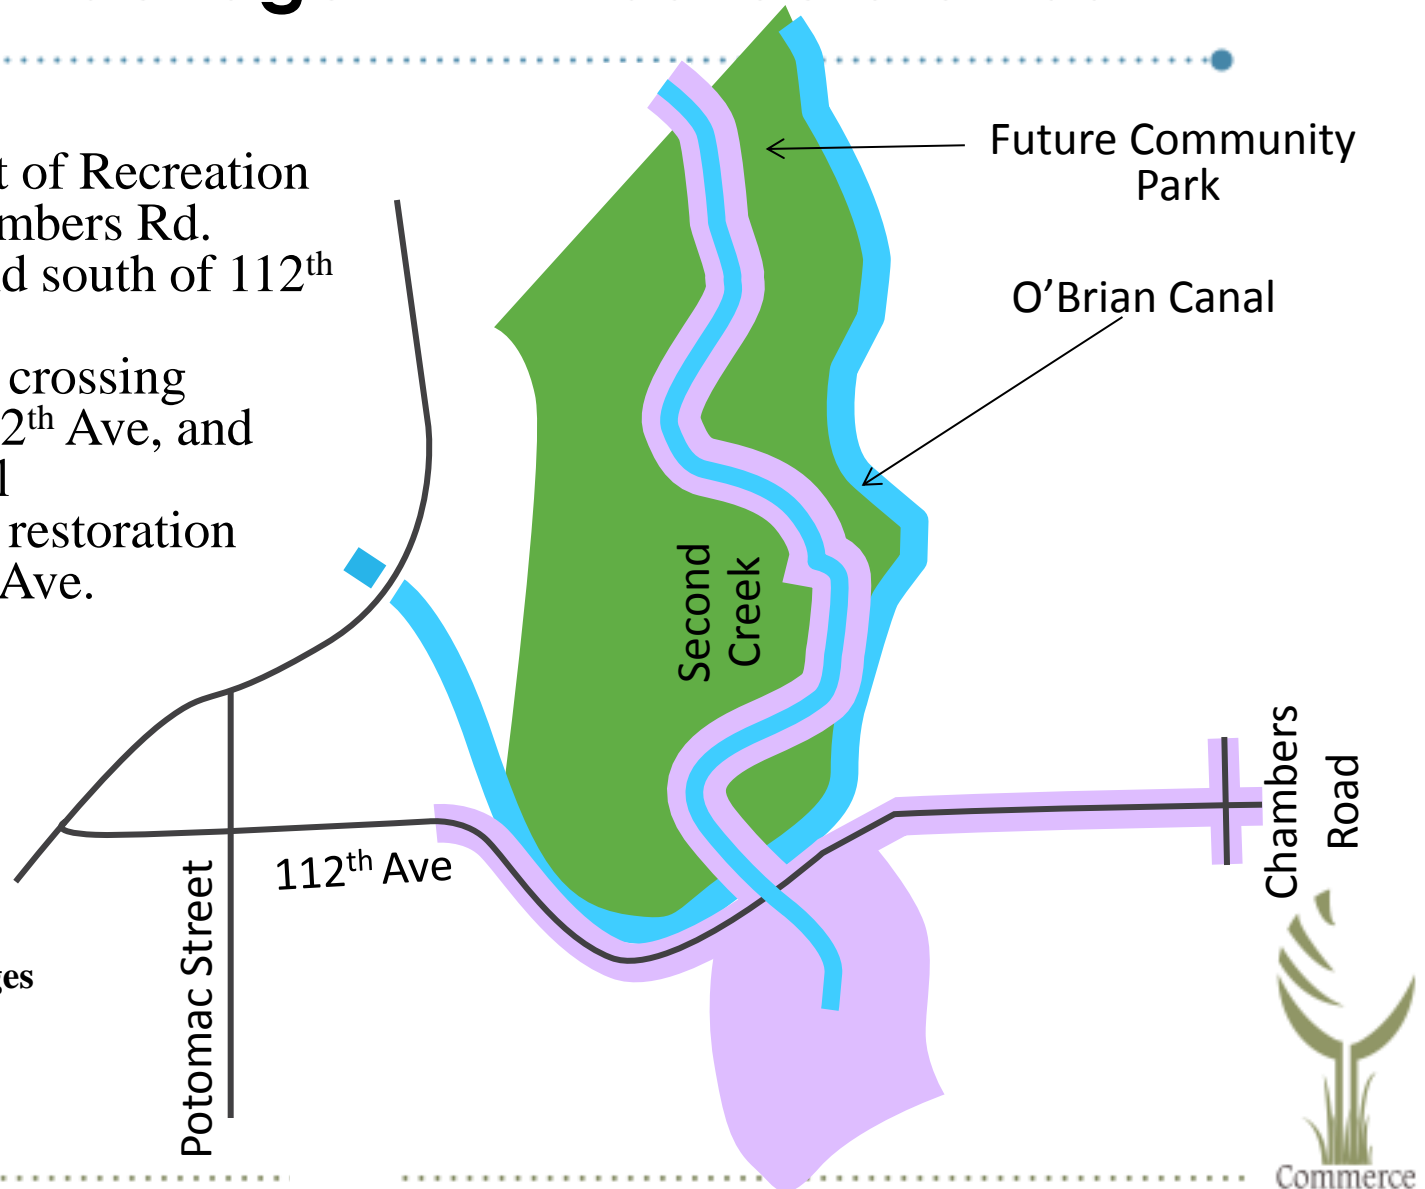 t of Recreation
mbers Rd.
d south of 112th
crossing
2th Ave, and
l
restoration
Ave.
ges
Future Community
Park
O’Brian Canal
Second
Creek
112th Ave
Potomac Street
Chambers
Road
Commerce